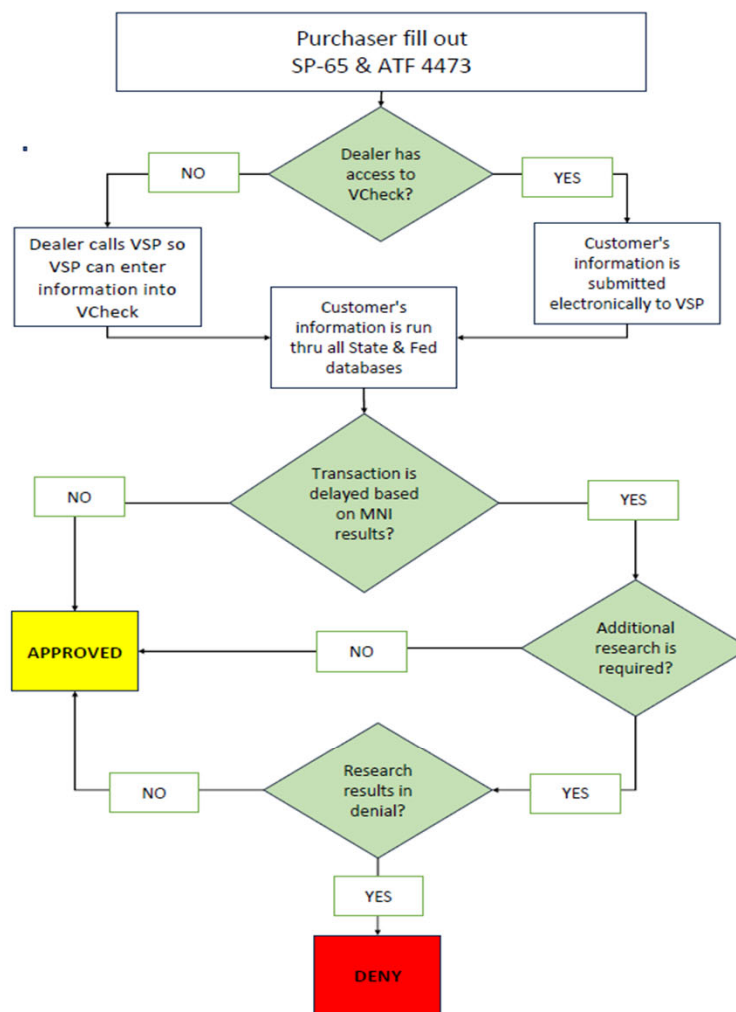 Purchaser fill out
SP-65 & ATF 4473
Dealer has
access to
VCheck?
NO
YES
Dealer calls VSP so
VSP can enter
information into
VCheck
Customer's
information is
submitted
electronically to VSP
Customer's
information is run
thru all State & Fed
databases
Transaction is
delayed based
on MNI
results?
NO
YES
APPROVED
NO
Additional
research is
required?
Research
results in
denial?
NO
YES
YES
DENY